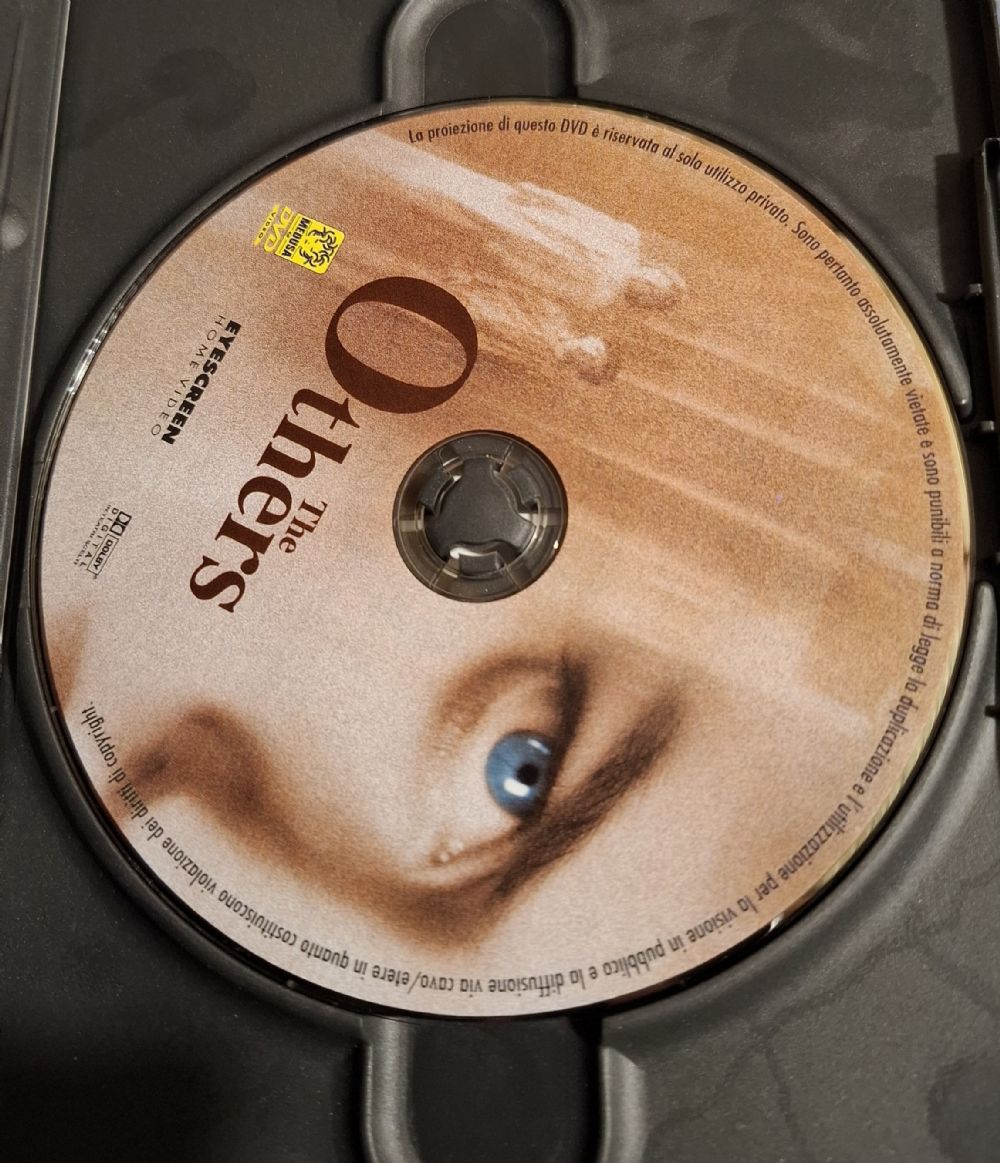 La proiezione di questo DVD è riservata al solo utilizzo privato. Sono pertanto assolutamente vietate e sono punibili a norma di legge la duplicazione e l'utilizzazione per la visione in pubblico e la diffusione via cavo/etere in quanto costituiscono violazione dei diritti di copyright.
The
Others
MEDUSA
DVD
VIDEO
EYESCREEN
HOME VIDEO
DOLBY
DIGITAL